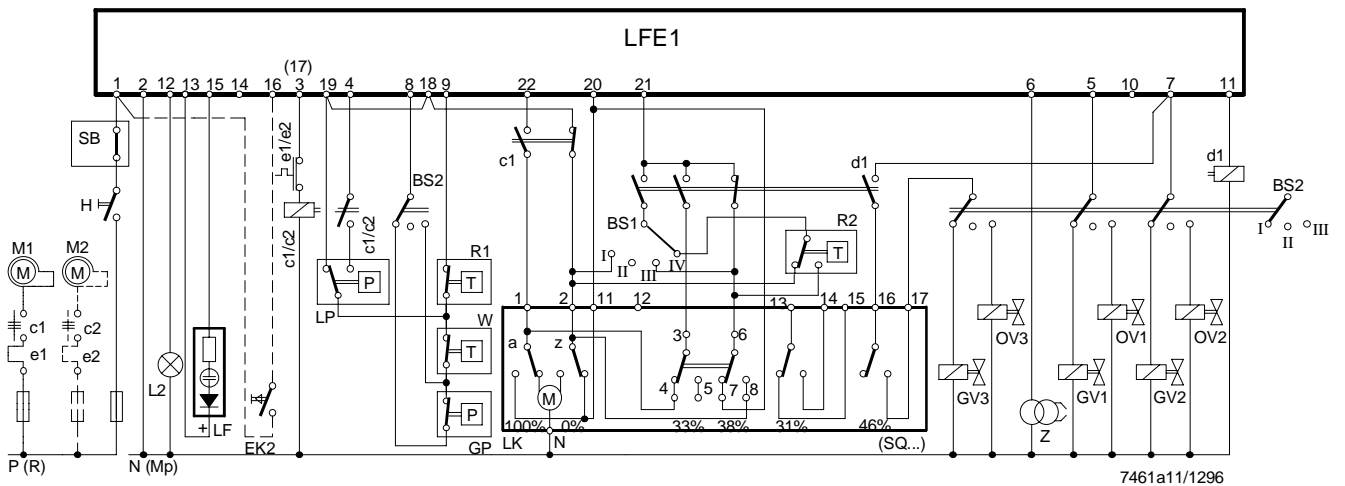 LFE1
(17)
1 2 12 13 15 14 16 3 19 4 8 18 9 22 20 21 6 5 10 7 11
SB
e1/e2
c1
d1
d1
BS2
BS2
H
R1
BS1
R2
I II III
c1/c2
c1/c2
T
T
I II III IV
M1 M2
M M
P
LP
1 2 11 12 13 14 15 16 17
W
OV3 OV1 OV2
c1 c2
T
a z
3 6
e1 e2
L2
4 5 7 8
GV3 GV1 GV2
M
P
Z
+ LF
EK2
GP
100% 0% 33% 38% 31% 46%
LK N (SQ...)
P (R) N (Mp)
7461a11/1296